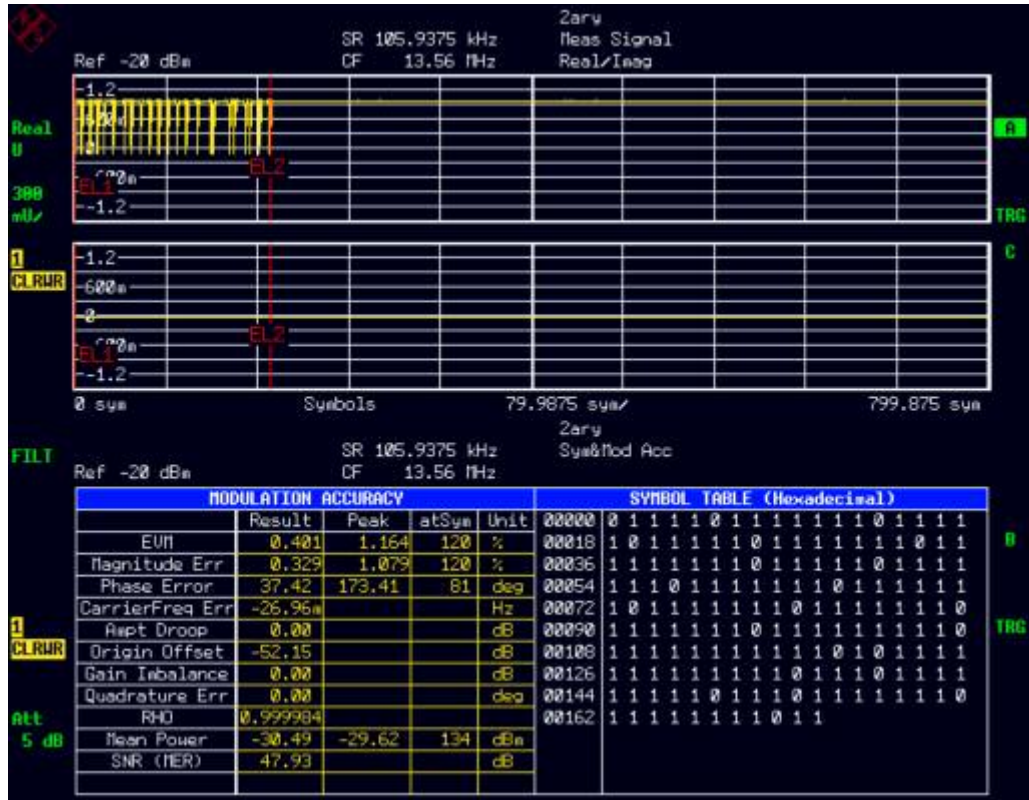 2ary
SR 105.9375 kHz Meas Signal
Ref -20 dBm CF 13.56 MHz Real/Imag
1.2
Real
U
A
EL2
300
mU/
EL1
-1.2
TRG
1
CLRWR
1.2
C
600m
0
EL2
EL1
-1.2
0 sym Symbols 79.9875 sym/ 799.875 sym
2ary
FILT
SR 105.9375 kHz Sym&Mod Acc
Ref -20 dBm CF 13.56 MHz
MODULATION ACCURACY SYMBOL TABLE (Hexadecimal)
Result Peak atSym Unit 00000 0 1 1 1 1 0 1 1 1 1 1 1 1 0 1 1 1 1
EVM 0.401 1.164 120 % 00018 1 0 1 1 1 1 1 0 1 1 1 1 1 1 1 0 1 1
Magnitude Err 0.329 1.079 120 % 00036 1 1 1 1 1 1 1 0 1 1 1 1 1 0 1 1 1 1
Phase Error 37.42 173.41 81 deg 00054 1 1 1 0 1 1 1 1 1 1 1 0 1 1 1 1 1 1
CarrierFreq Err -26.96m Hz 00072 1 0 1 1 1 1 1 1 1 0 1 1 1 1 1 1 1 0
Ampt Droop 0.00 dB 00090 1 1 1 1 1 1 1 0 1 1 1 1 1 1 1 1 1 0
Origin Offset -52.15 dB 00108 1 1 1 1 1 1 1 1 1 1 1 0 1 0 1 1 1 1
Gain Imbalance 0.00 dB 00126 1 1 1 1 1 1 1 1 1 0 1 1 1 0 1 1 1 1
Quadrature Err 0.00 deg 00144 1 1 1 1 1 0 1 1 1 0 1 1 1 1 1 1 1 0
RHO 0.999984 00162 1 1 1 1 1 1 1 1 0 1 1
Mean Power -30.49 -29.62 134 dBm
SNR (MER) 47.93 dB
B
1
CLRWR
TRG
Att
5 dB